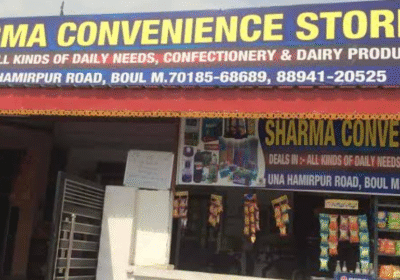 RMA CONVENIENCE STOR
LL KINDS OF DAILY NEEDS, CONFECTIONERY & DAIRY PRODU
HAMIRPUR ROAD, BOUL M.70185-68689, 88941-20525
SHARMA CONVE
DEALS IN :- ALL KINDS OF DAILY NEEDS
UNA HAMIRPUR ROAD, BOUL M